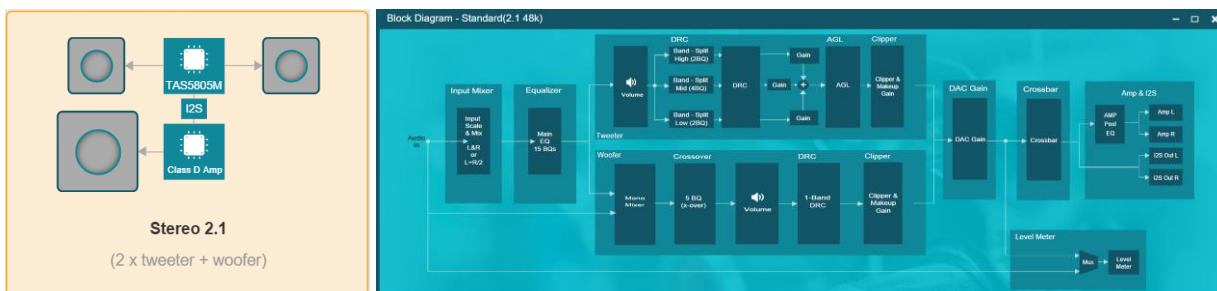 TAS5805M
I2S
Class D Amp
Stereo 2.1
(2 x tweeter + woofer)
Block Diagram - Standard(2.1 48k)
Audio
In
Input Mixer
Input
Scale
& Mix
L&R
or
L+R/2
Equalizer
Main
EQ
15 BQs
DRC
Volume
Band - Split
High (2BQ)
Band - Split
Mid (4BQ)
Band - Split
Low (2BQ)
DRC
Gain
Gain
+
Gain
AGL
AGL
Clipper
Clipper &
Makeup
Gain
Tweeter
Woofer
Mono
Mixer
Crossover
5 BQ
(x-over)
Volume
DRC
1-Band
DRC
Clipper
Clipper &
Makeup
Gain
DAC Gain
DAC Gain
Crossbar
Crossbar
Amp & I2S
AMP
Post
EQ
Amp L
Amp R
I2S Out L
I2S Out R
Level Meter
Mux
Level
Meter